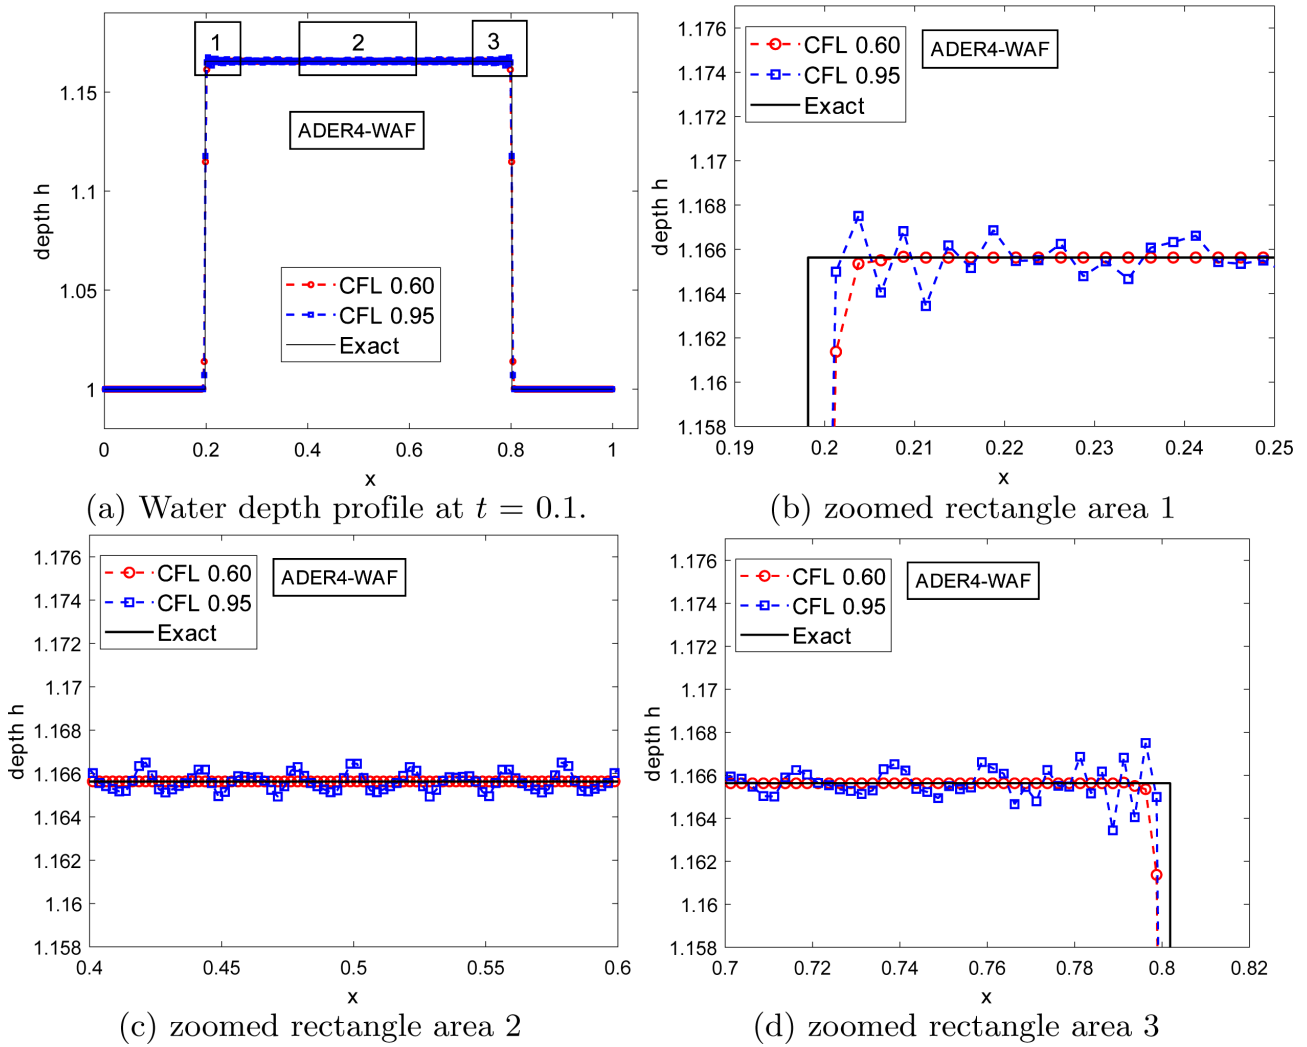 1
2
3
1.15
1.1
1.05
1
depth h
ADER4-WAF
CFL 0.60
CFL 0.95
Exact
0
0.2
0.4
0.6
0.8
1
x
(a) Water depth profile at t = 0.1.
1.176
1.174
1.172
1.17
1.168
1.166
1.164
1.162
1.16
1.158
depth h
CFL 0.60
CFL 0.95
Exact
ADER4-WAF
0.19
0.2
0.21
0.22
0.23
0.24
0.25
x
(b) zoomed rectangle area 1
1.176
1.174
1.172
1.17
1.168
1.166
1.164
1.162
1.16
1.158
depth h
CFL 0.60
CFL 0.95
Exact
ADER4-WAF
0.4
0.45
0.5
0.55
0.6
x
(c) zoomed rectangle area 2
1.176
1.174
1.172
1.17
1.168
1.166
1.164
1.162
1.16
1.158
depth h
CFL 0.60
CFL 0.95
Exact
ADER4-WAF
0.7
0.72
0.74
0.76
0.78
0.8
0.82
x
(d) zoomed rectangle area 3